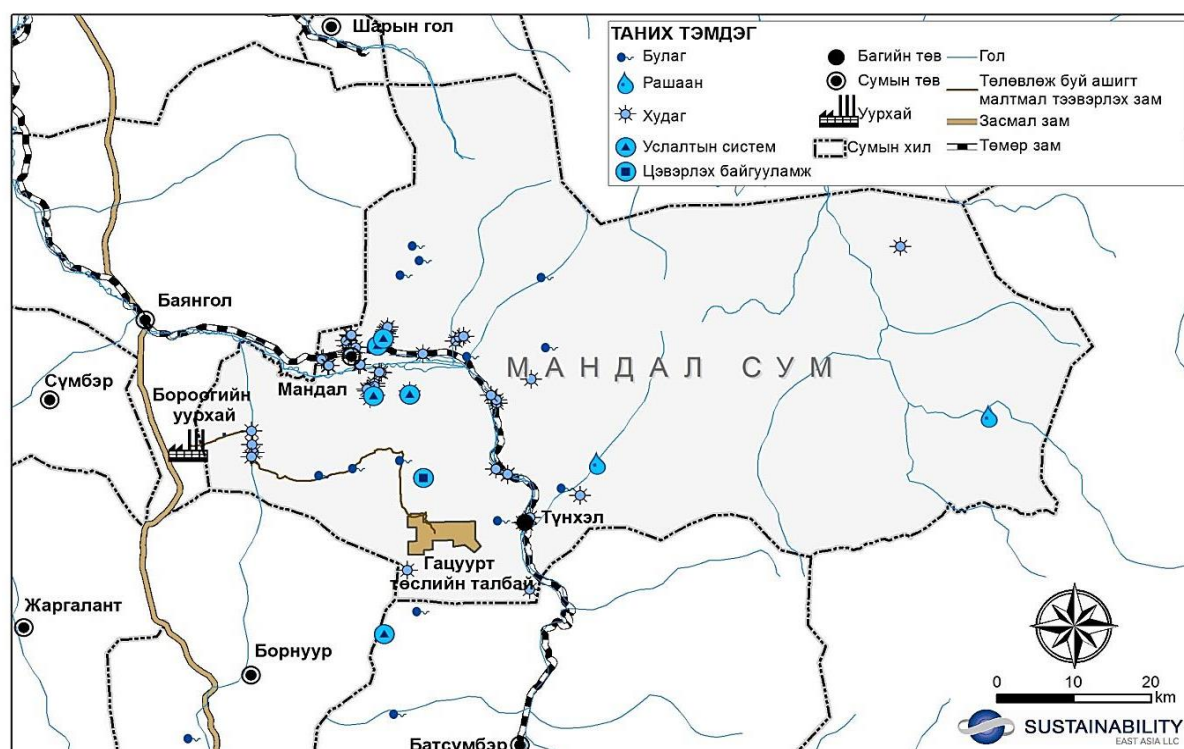 Шарын гол
ТАНИХ ТЭМДЭГ
Булаг
Рашаан
Худаг
Услалтын систем
Цэвэрлэх байгууламж
Багийн төв
Сумын төв
Уурхай
Сумын хил
Гол
Төлөвлөж буй ашигт
малтмал тээвэрлэх зам
Засмал зам
Төмөр зам
Баянгол
Сүмбэр
Мандал
МАНДАЛ СУМ
Бороогийн
уурхай
Түнхэл
Гацуурт
төслийн талбай
Жаргалант
Борнуур
Батсүмбэр
0 10 20
km
SUSTAINABILITY
EAST ASIA LLC